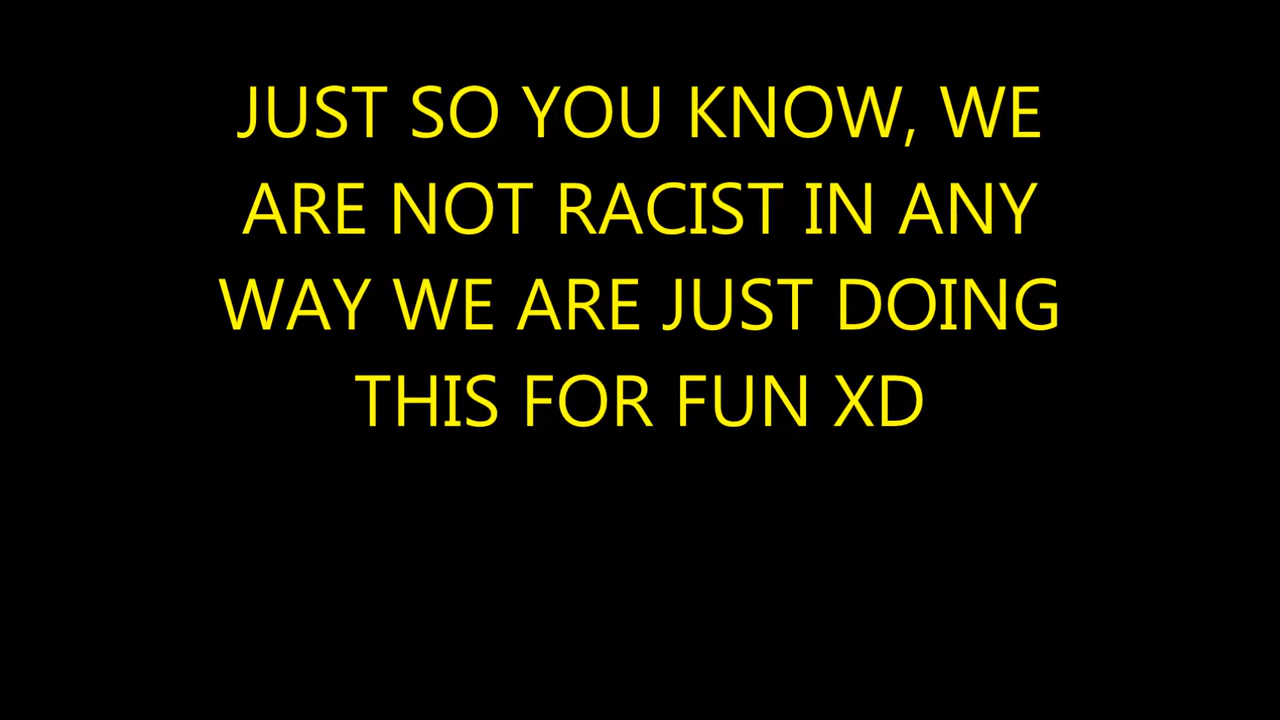 JUST SO YOU KNOW, WE
ARE NOT RACIST IN ANY
WAY WE ARE JUST DOING
THIS FOR FUN XD